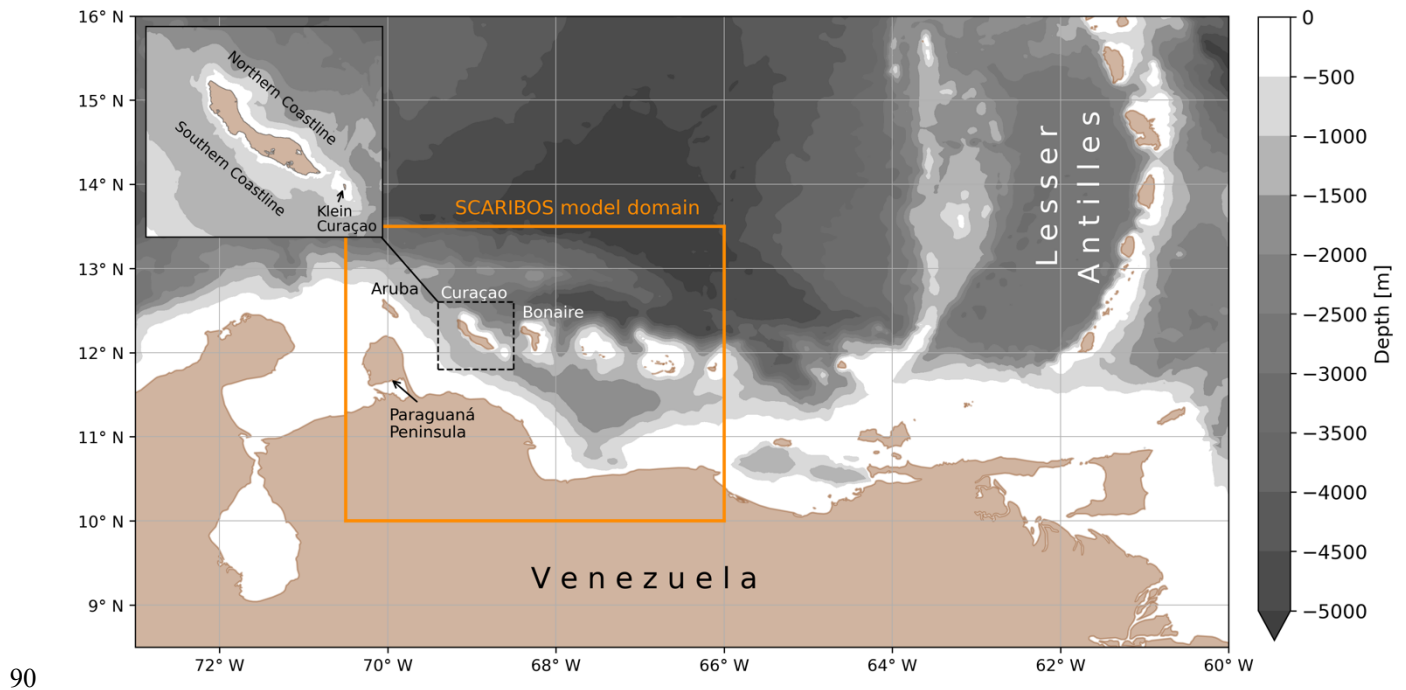 16° N
15° N
14° N
13° N
12° N
11° N
10° N
9° N
72° W
70° W
68° W
66° W
64° W
62° W
60° W
Northern Coastline
Southern Coastline
Klein
Curaçao
SCARIBOS model domain
Aruba
Curaçao
Bonaire
Paraguaná
Peninsula
Venezuela
Lesser
Antilles
0
−500
−1000
−1500
−2000
−2500
−3000
−3500
−4000
−4500
−5000
Depth [m]
90